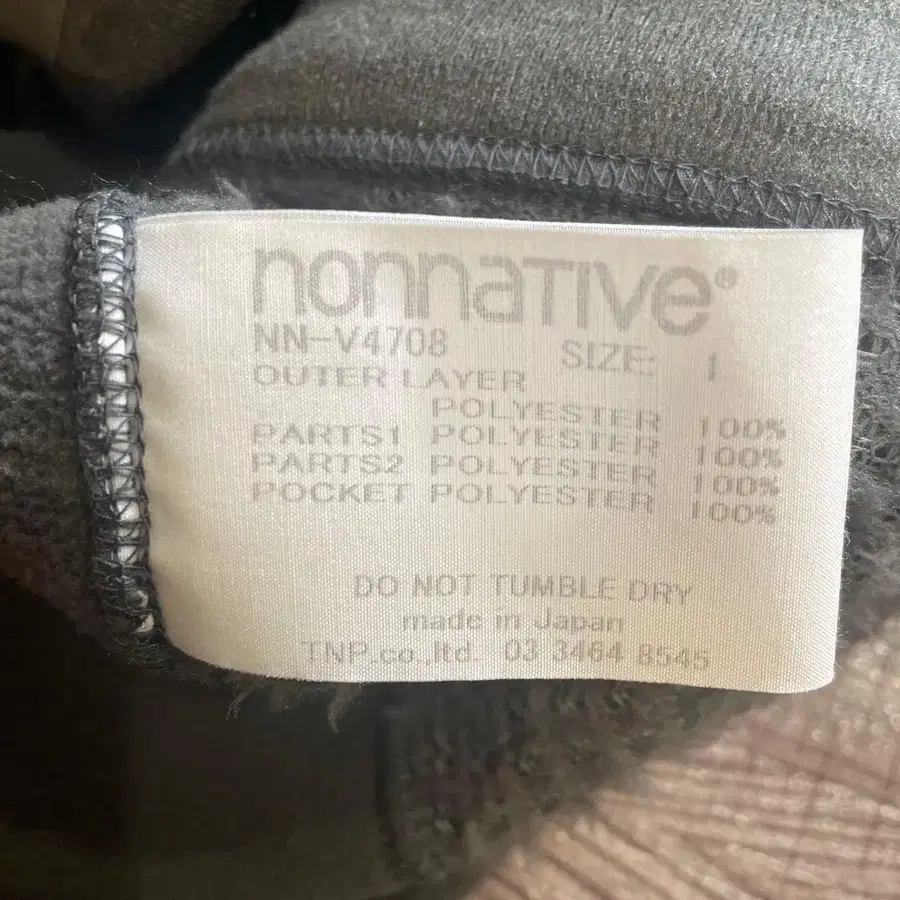 nonnative®
NN-V4708 SIZE: 1
OUTER LAYER
POLYESTER 100%
PARTS1 POLYESTER 100%
PARTS2 POLYESTER 100%
POCKET POLYESTER 100%
DO NOT TUMBLE DRY
made in Japan
TNP.co.,ltd. 03 3464 8545